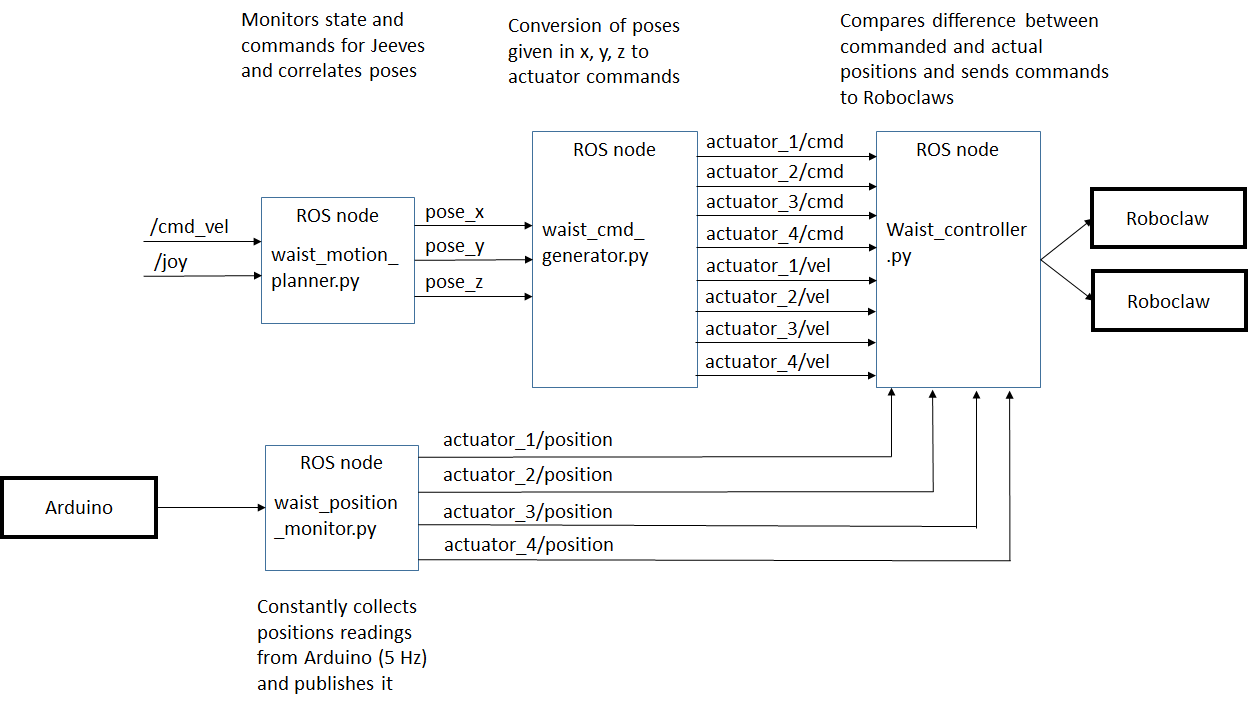 Monitors state and
commands for Jeeves
and correlates poses
Conversion of poses
given in x, y, z to
actuator commands
Compares difference between
commanded and actual
positions and sends commands
to Roboclaws
/cmd_vel
/joy
ROS node
waist_motion_
planner.py
pose_x
pose_y
pose_z
ROS node
waist_cmd_
generator.py
actuator_1/cmd
actuator_2/cmd
actuator_3/cmd
actuator_4/cmd
actuator_1/vel
actuator_2/vel
actuator_3/vel
actuator_4/vel
ROS node
Waist_controller
.py
Roboclaw
Roboclaw
Arduino
ROS node
waist_position
_monitor.py
actuator_1/position
actuator_2/position
actuator_3/position
actuator_4/position
Constantly collects
positions readings
from Arduino (5 Hz)
and publishes it